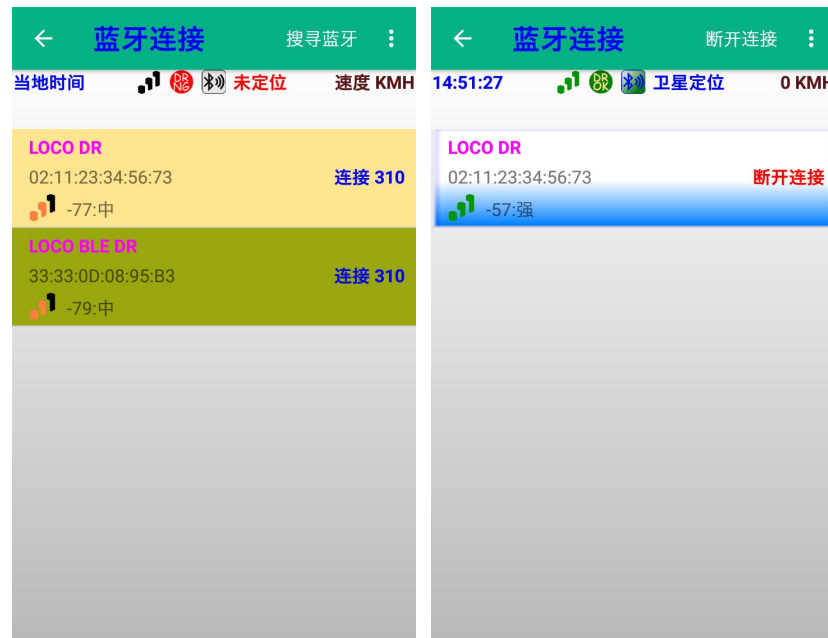 蓝牙连接 搜寻蓝牙
当地时间 DR NG 未定位 速度 KMH
LOCO DR
02:11:23:34:56:73 连接 310
-77:中
LOCO BLE DR
33:33:0D:08:95:B3 连接 310
-79:中
蓝牙连接 断开连接
14:51:27 DR OK 卫星定位 0 KMH
LOCO DR
02:11:23:34:56:73 断开连接
-57:强